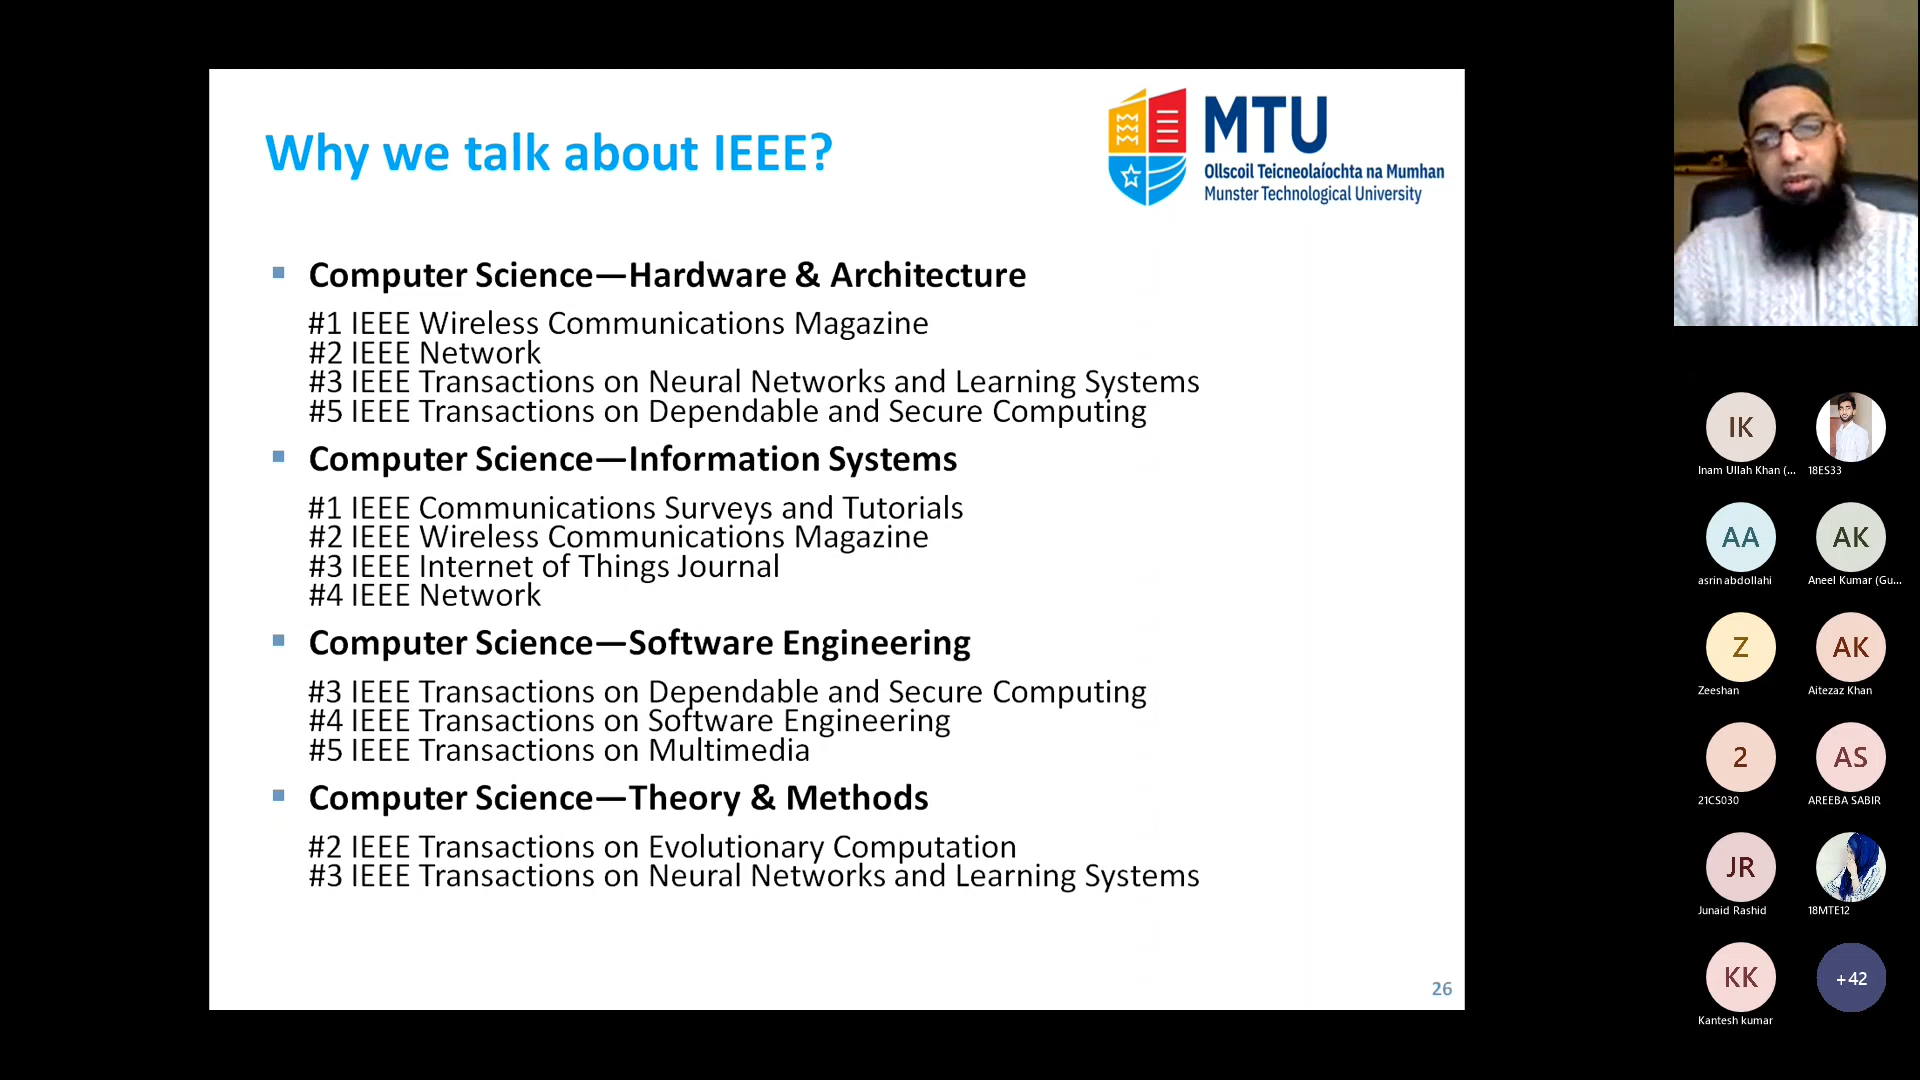 Why we talk about IEEE?
MTU
Ollscoil Teicneolaíochta na Mumhan
Munster Technological University
Computer Science—Hardware & Architecture
#1 IEEE Wireless Communications Magazine
#2 IEEE Network
#3 IEEE Transactions on Neural Networks and Learning Systems
#5 IEEE Transactions on Dependable and Secure Computing
Computer Science—Information Systems
#1 IEEE Communications Surveys and Tutorials
#2 IEEE Wireless Communications Magazine
#3 IEEE Internet of Things Journal
#4 IEEE Network
Computer Science—Software Engineering
#3 IEEE Transactions on Dependable and Secure Computing
#4 IEEE Transactions on Software Engineering
#5 IEEE Transactions on Multimedia
Computer Science—Theory & Methods
#2 IEEE Transactions on Evolutionary Computation
#3 IEEE Transactions on Neural Networks and Learning Systems
26
IK
Inam Ullah Khan (...
18ES33
AA
asrin abdollahi
AK
Aneel Kumar (Gu...
Z
Zeeshan
AK
Aitezaz Khan
2
21CS030
AS
AREEBA SABIR
JR
Junaid Rashid
18MTE12
KK
Kantesh kumar
+42